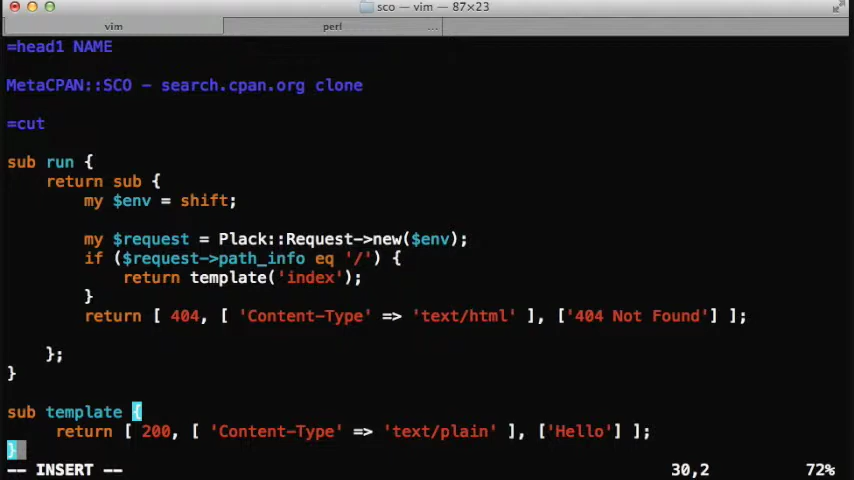 sco — vim — 87×23
vim perl ...
=head1 NAME
MetaCPAN::SCO - search.cpan.org clone
=cut
sub run {
    return sub {
        my $env = shift;
        my $request = Plack::Request->new($env);
        if ($request->path_info eq '/') {
            return template('index');
        }
        return [ 404, [ 'Content-Type' => 'text/html' ], ['404 Not Found'] ];
    };
}
sub template {
     return [ 200, [ 'Content-Type' => 'text/plain' ], ['Hello'] ];
}
-- INSERT -- 30,2 72%